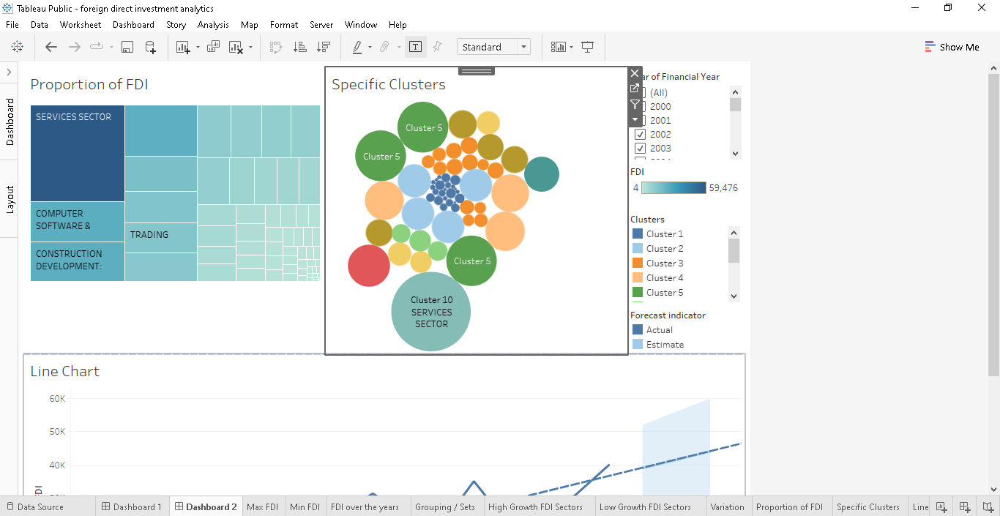 Tableau Public - foreign direct investment analytics
File Data Worksheet Dashboard Story Analysis Map Format Server Window Help
Standard
Show Me
Dashboard
Layout
Proportion of FDI
SERVICES SECTOR
COMPUTER
SOFTWARE &
CONSTRUCTION
DEVELOPMENT:
TRADING
Specific Clusters
Cluster 5
Cluster 5
Cluster 5
Cluster 10
SERVICES
SECTOR
ar of Financial Year
(All)
2000
2001
2002
2003
FDI
4 59,476
Clusters
Cluster 1
Cluster 2
Cluster 3
Cluster 4
Cluster 5
Forecast indicator
Actual
Estimate
Line Chart
60K
50K
40K
FDI
Data Source Dashboard 1 Dashboard 2 Max FDI Min FDI FDI over the years Grouping / Sets High Growth FDI Sectors Low Growth FDI Sectors Variation Proportion of FDI Specific Clusters Line